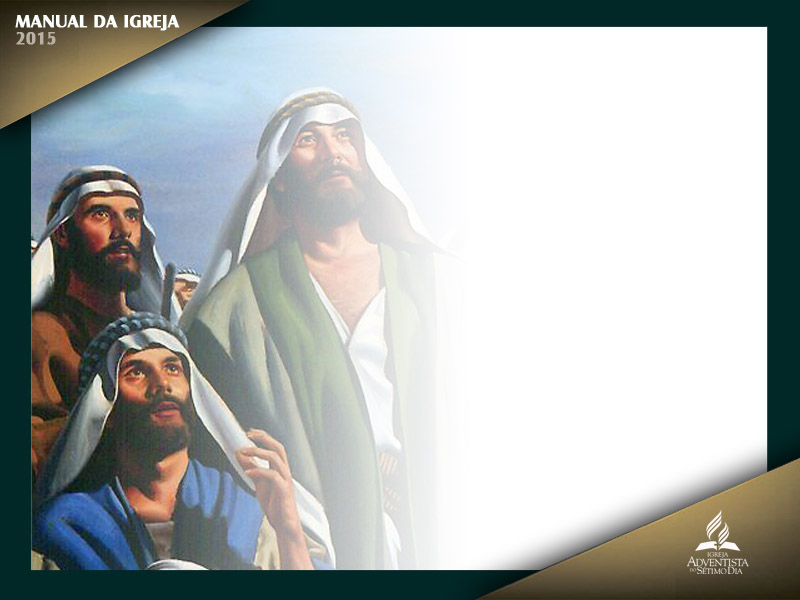 MANUAL DA IGREJA
2015
IGREJA
ADVENTISTA
DO SÉTIMO DIA